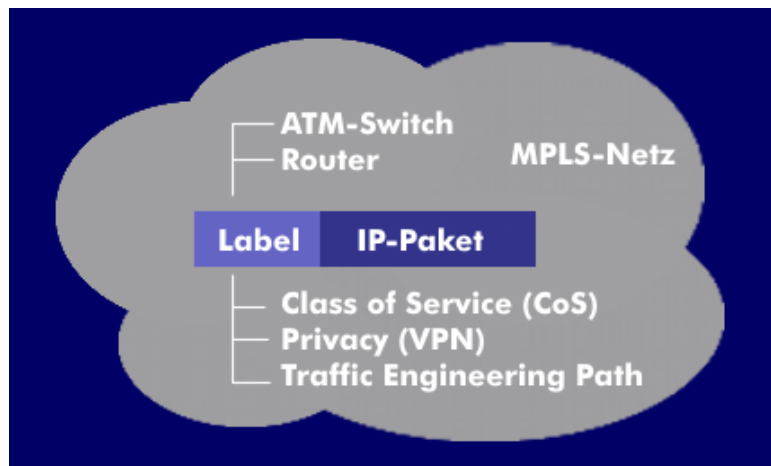 ATM-Switch
Router
MPLS-Netz
Label
IP-Paket
Class of Service (CoS)
Privacy (VPN)
Traffic Engineering Path